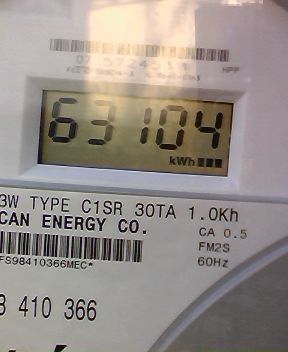 63104
kWh
3W TYPE C1SR 30TA 1.0Kh
CAN ENERGY CO.
CA 0.5
FM2S
60Hz
FS98410366MEC*
3 410 366